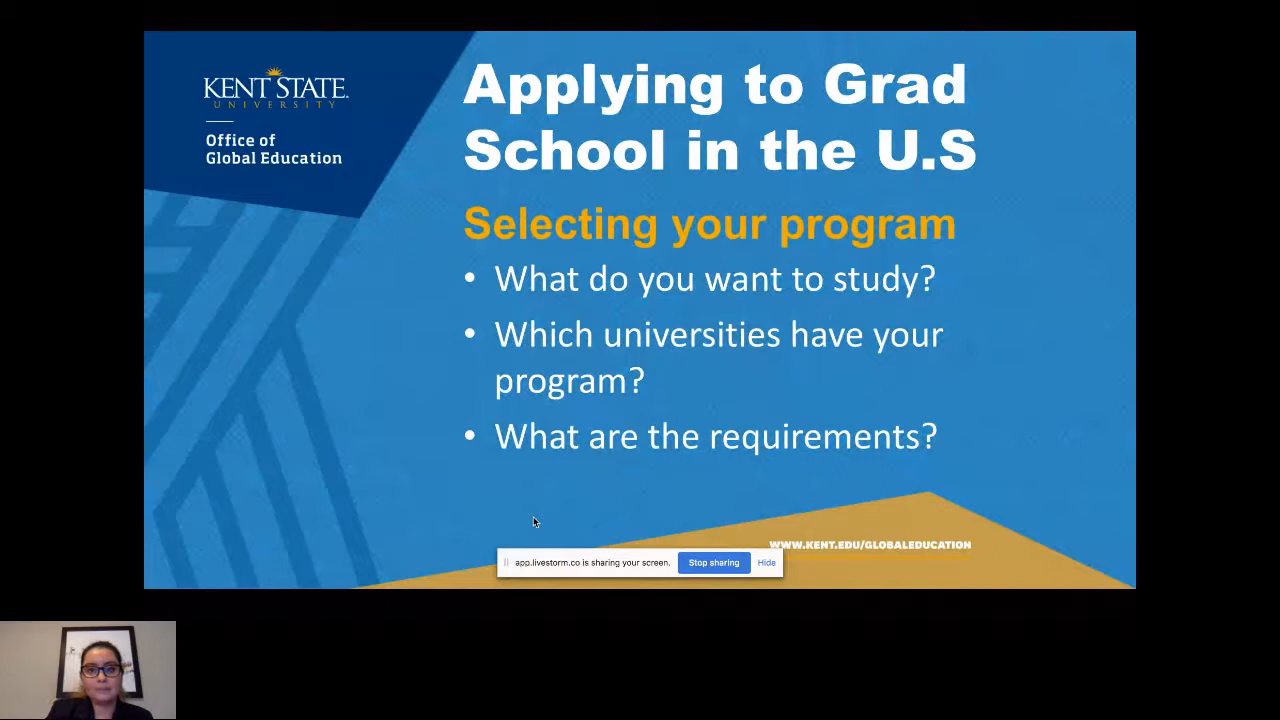 KENT STATE.
UNIVERSITY
Office of
Global Education
Applying to Grad
School in the U.S
Selecting your program
• What do you want to study?
• Which universities have your
program?
• What are the requirements?
WWW.KENT.EDU/GLOBALEDUCATION
app.livestorm.co is sharing your screen. Stop sharing Hide